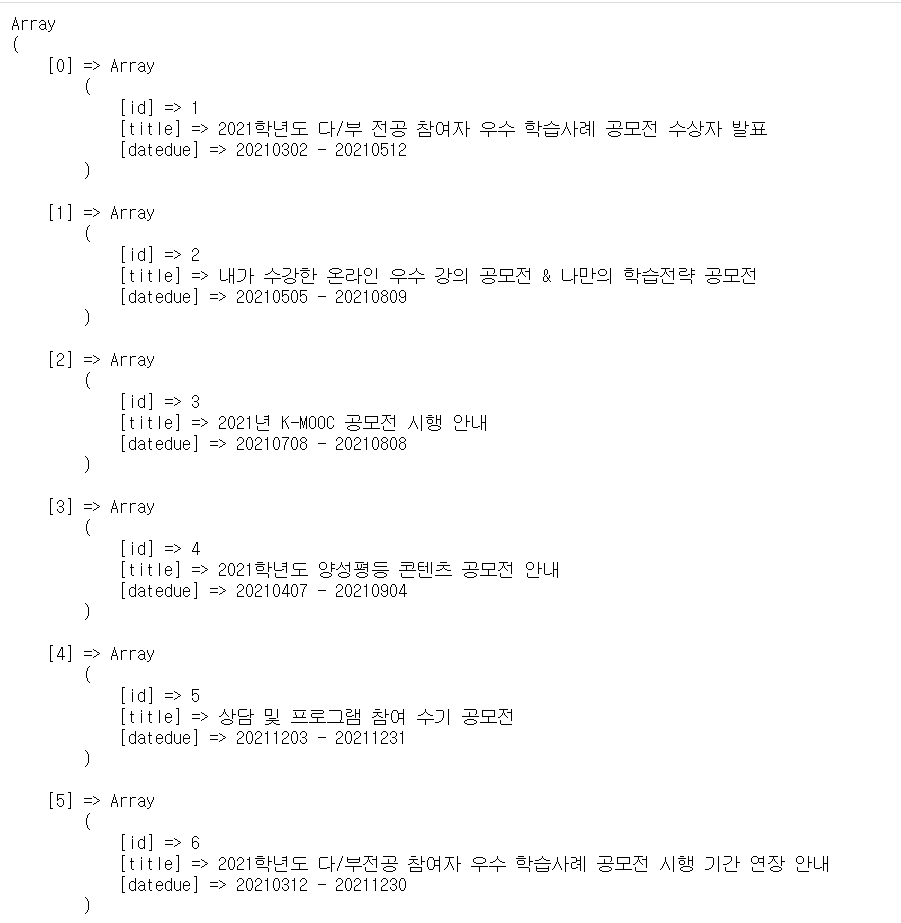 Array
(
    [0] => Array
        (
            [id] => 1
            [title] => 2021학년도 다/부 전공 참여자 우수 학습사례 공모전 수상자 발표
            [datedue] => 20210302 - 20210512
        )

    [1] => Array
        (
            [id] => 2
            [title] => 내가 수강한 온라인 우수 강의 공모전 & 나만의 학습전략 공모전
            [datedue] => 20210505 - 20210809
        )

    [2] => Array
        (
            [id] => 3
            [title] => 2021년 K-MOOC 공모전 시행 안내
            [datedue] => 20210708 - 20210808
        )

    [3] => Array
        (
            [id] => 4
            [title] => 2021학년도 양성평등 콘텐츠 공모전 안내
            [datedue] => 20210407 - 20210904
        )

    [4] => Array
        (
            [id] => 5
            [title] => 상담 및 프로그램 참여 수기 공모전
            [datedue] => 20211203 - 20211231
        )

    [5] => Array
        (
            [id] => 6
            [title] => 2021학년도 다/부전공 참여자 우수 학습사례 공모전 시행 기간 연장 안내
            [datedue] => 20210312 - 20211230
        )